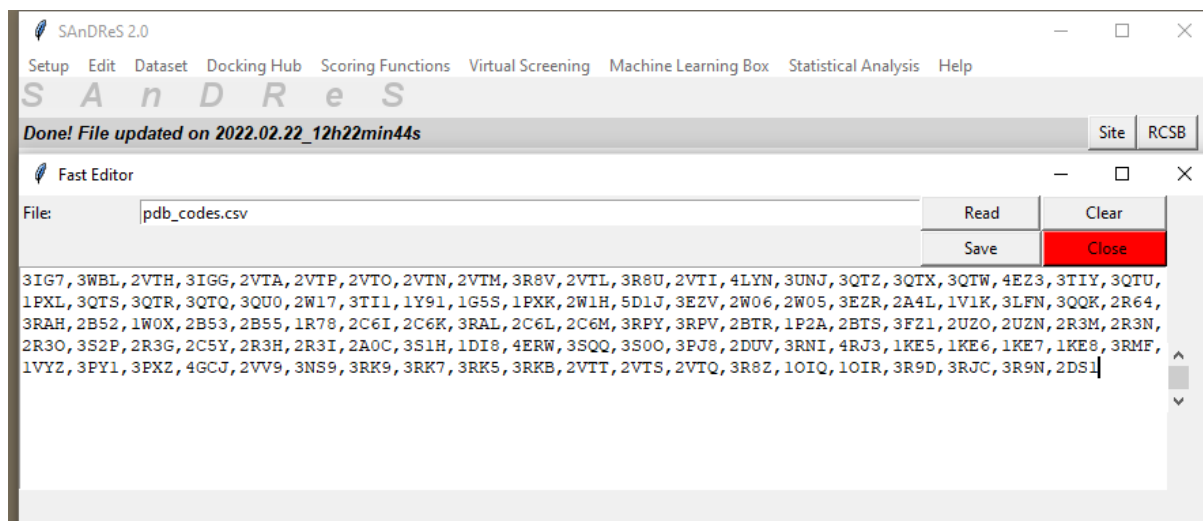 SAnDReS 2.0
Setup Edit Dataset Docking Hub Scoring Functions Virtual Screening Machine Learning Box Statistical Analysis Help
S A n D R e S
Done! File updated on 2022.02.22_12h22min44s Site RCSB
Fast Editor
File: pdb_codes.csv Read Clear
Save Close
3IG7,3WBL,2VTH,3IGG,2VTA,2VTP,2VTO,2VTN,2VTM,3R8V,2VTL,3R8U,2VTI,4LYN,3UNJ,3QTZ,3QTX,3QTW,4EZ3,3TIY,3QTU,
1PXL,3QTS,3QTR,3QTQ,3QU0,2W17,3TI1,1Y91,1G5S,1PXK,2W1H,5D1J,3EZV,2W06,2W05,3EZR,2A4L,1V1K,3LFN,3QQK,2R64,
3RAH,2B52,1W0X,2B53,2B55,1R78,2C6I,2C6K,3RAL,2C6L,2C6M,3RPY,3RPV,2BTR,1P2A,2BTS,3FZ1,2UZO,2UZN,2R3M,2R3N,
2R3O,3S2P,2R3G,2C5Y,2R3H,2R3I,2A0C,3S1H,1DI8,4ERW,3SQQ,3S0O,3PJ8,2DUV,3RNI,4RJ3,1KE5,1KE6,1KE7,1KE8,3RMF,
1VYZ,3PY1,3PXZ,4GCJ,2VV9,3NS9,3RK9,3RK7,3RK5,3RKB,2VTT,2VTS,2VTQ,3R8Z,1OIQ,1OIR,3R9D,3RJC,3R9N,2DS1